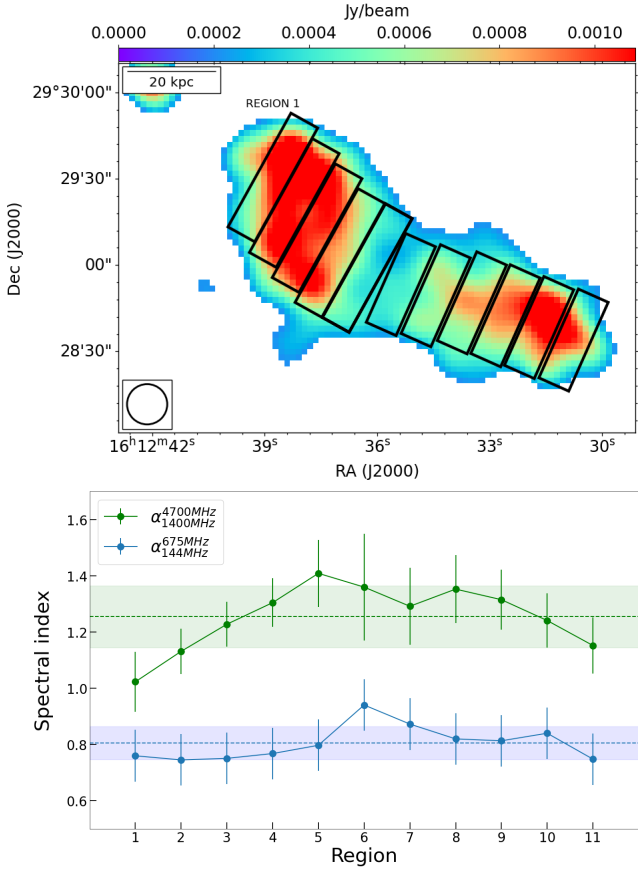 Jy/beam
0.0000 0.0002 0.0004 0.0006 0.0008 0.0010
20 kpc
REGION 1
29°30'00"
29'30"
00"
28'30"
Dec (J2000)
16ʰ12ᵐ42ˢ 39ˢ 36ˢ 33ˢ 30ˢ
RA (J2000)
α 4700MHz 1400MHz
α 675MHz 144MHz
1.6
1.4
1.2
1.0
0.8
0.6
Spectral index
1 2 3 4 5 6 7 8 9 10 11
Region